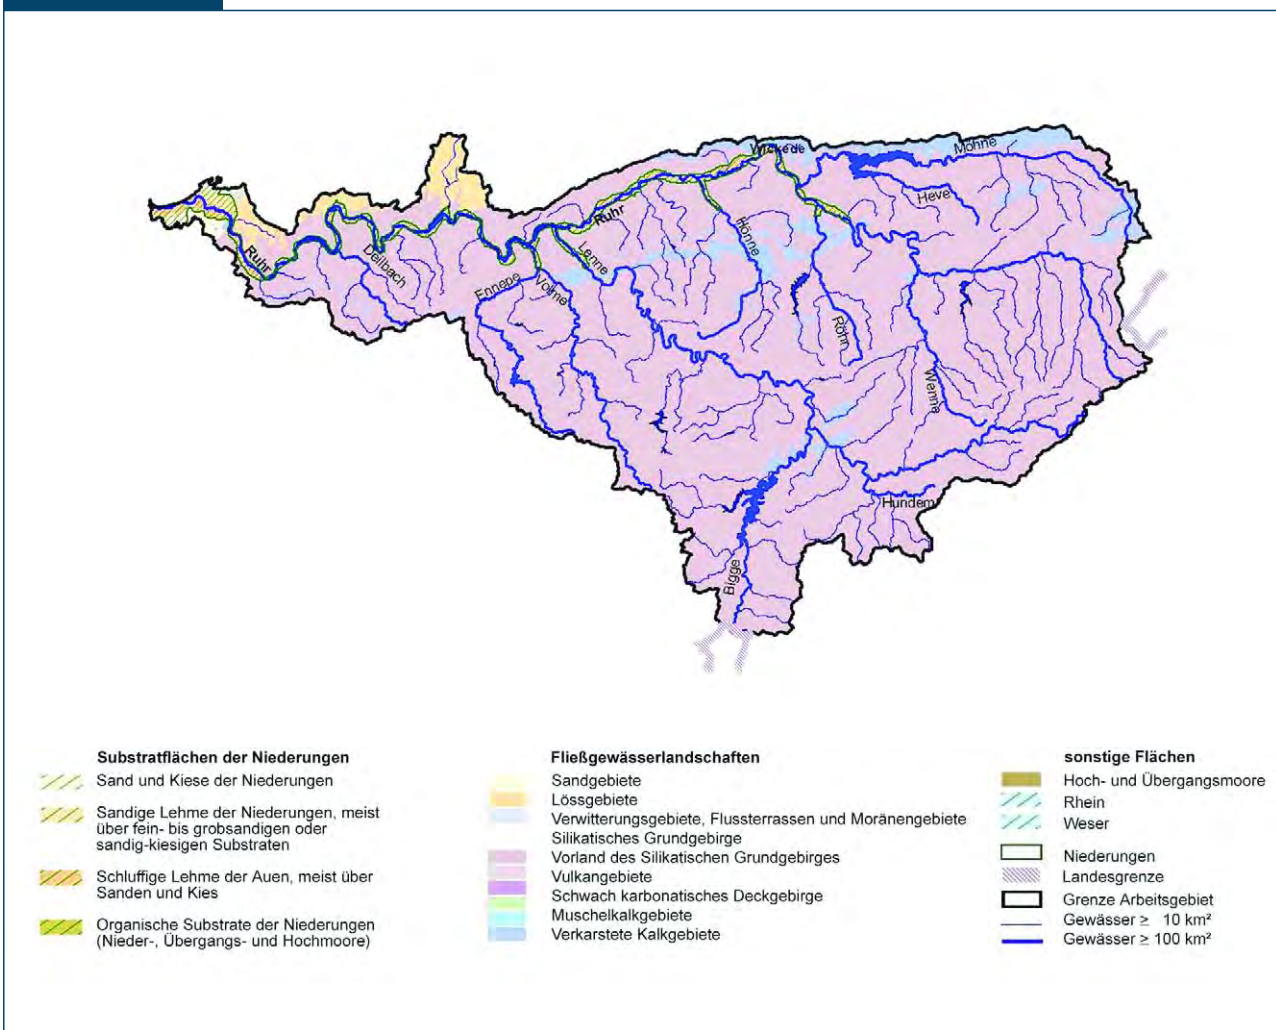 Wickede
Möhne
Heve
Ruhr
Hönne
Ruhr
Deilbach
Lenne
Ennepe
Volme
Röhr
Wenne
Hundem
Bigge
Substratflächen der Niederungen
Sand und Kiese der Niederungen
Sandige Lehme der Niederungen, meist
über fein- bis grobsandigen oder
sandig-kiesigen Substraten
Schluffige Lehme der Auen, meist über
Sanden und Kies
Organische Substrate der Niederungen
(Nieder-, Übergangs- und Hochmoore)
Fließgewässerlandschaften
Sandgebiete
Lössgebiete
Verwitterungsgebiete, Flussterrassen und Moränengebiete
Silikatisches Grundgebirge
Vorland des Silikatischen Grundgebirges
Vulkangebiete
Schwach karbonatisches Deckgebirge
Muschelkalkgebiete
Verkarstete Kalkgebiete
sonstige Flächen
Hoch- und Übergangsmoore
Rhein
Weser
Niederungen
Landesgrenze
Grenze Arbeitsgebiet
Gewässer ≥ 10 km²
Gewässer ≥ 100 km²